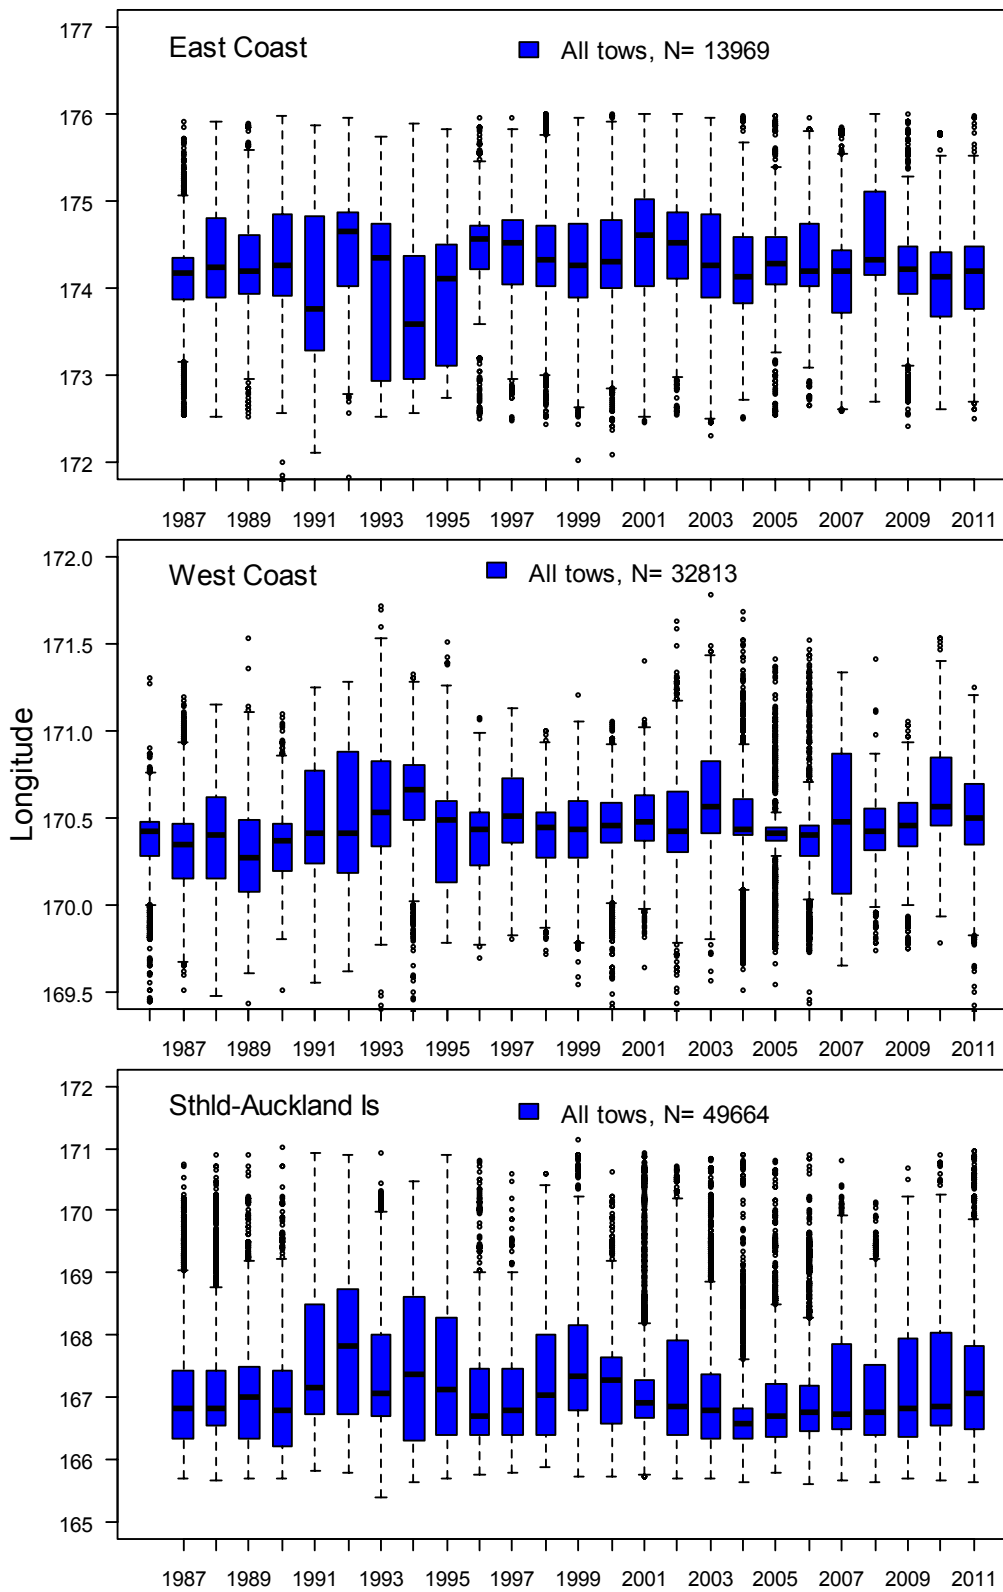 177
East Coast
All tows, N= 13969
176
175
174
173
172
1987 1989 1991 1993 1995 1997 1999 2001 2003 2005 2007 2009 2011
172.0
West Coast
All tows, N= 32813
171.5
171.0
Longitude
170.5
170.0
169.5
1987 1989 1991 1993 1995 1997 1999 2001 2003 2005 2007 2009 2011
172
Sthld-Auckland Is
All tows, N= 49664
171
170
169
168
167
166
165
1987 1989 1991 1993 1995 1997 1999 2001 2003 2005 2007 2009 2011